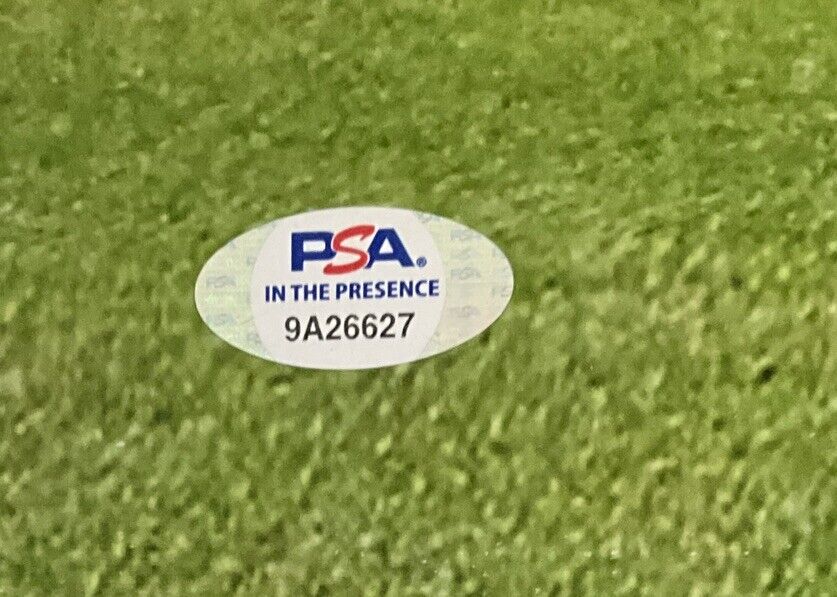 PSA®
IN THE PRESENCE
9A26627